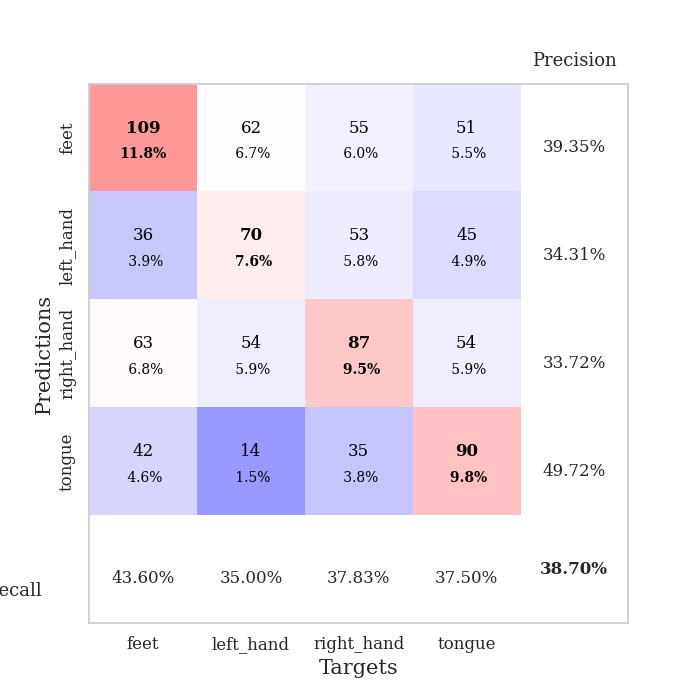 Precision
feet 109 62 55 51 39.35%
11.8% 6.7% 6.0% 5.5%
left_hand 36 70 53 45 34.31%
3.9% 7.6% 5.8% 4.9%
Predictions
right_hand 63 54 87 54 33.72%
6.8% 5.9% 9.5% 5.9%
tongue 42 14 35 90 49.72%
4.6% 1.5% 3.8% 9.8%
ecall 43.60% 35.00% 37.83% 37.50% 38.70%
feet left_hand right_hand tongue
Targets